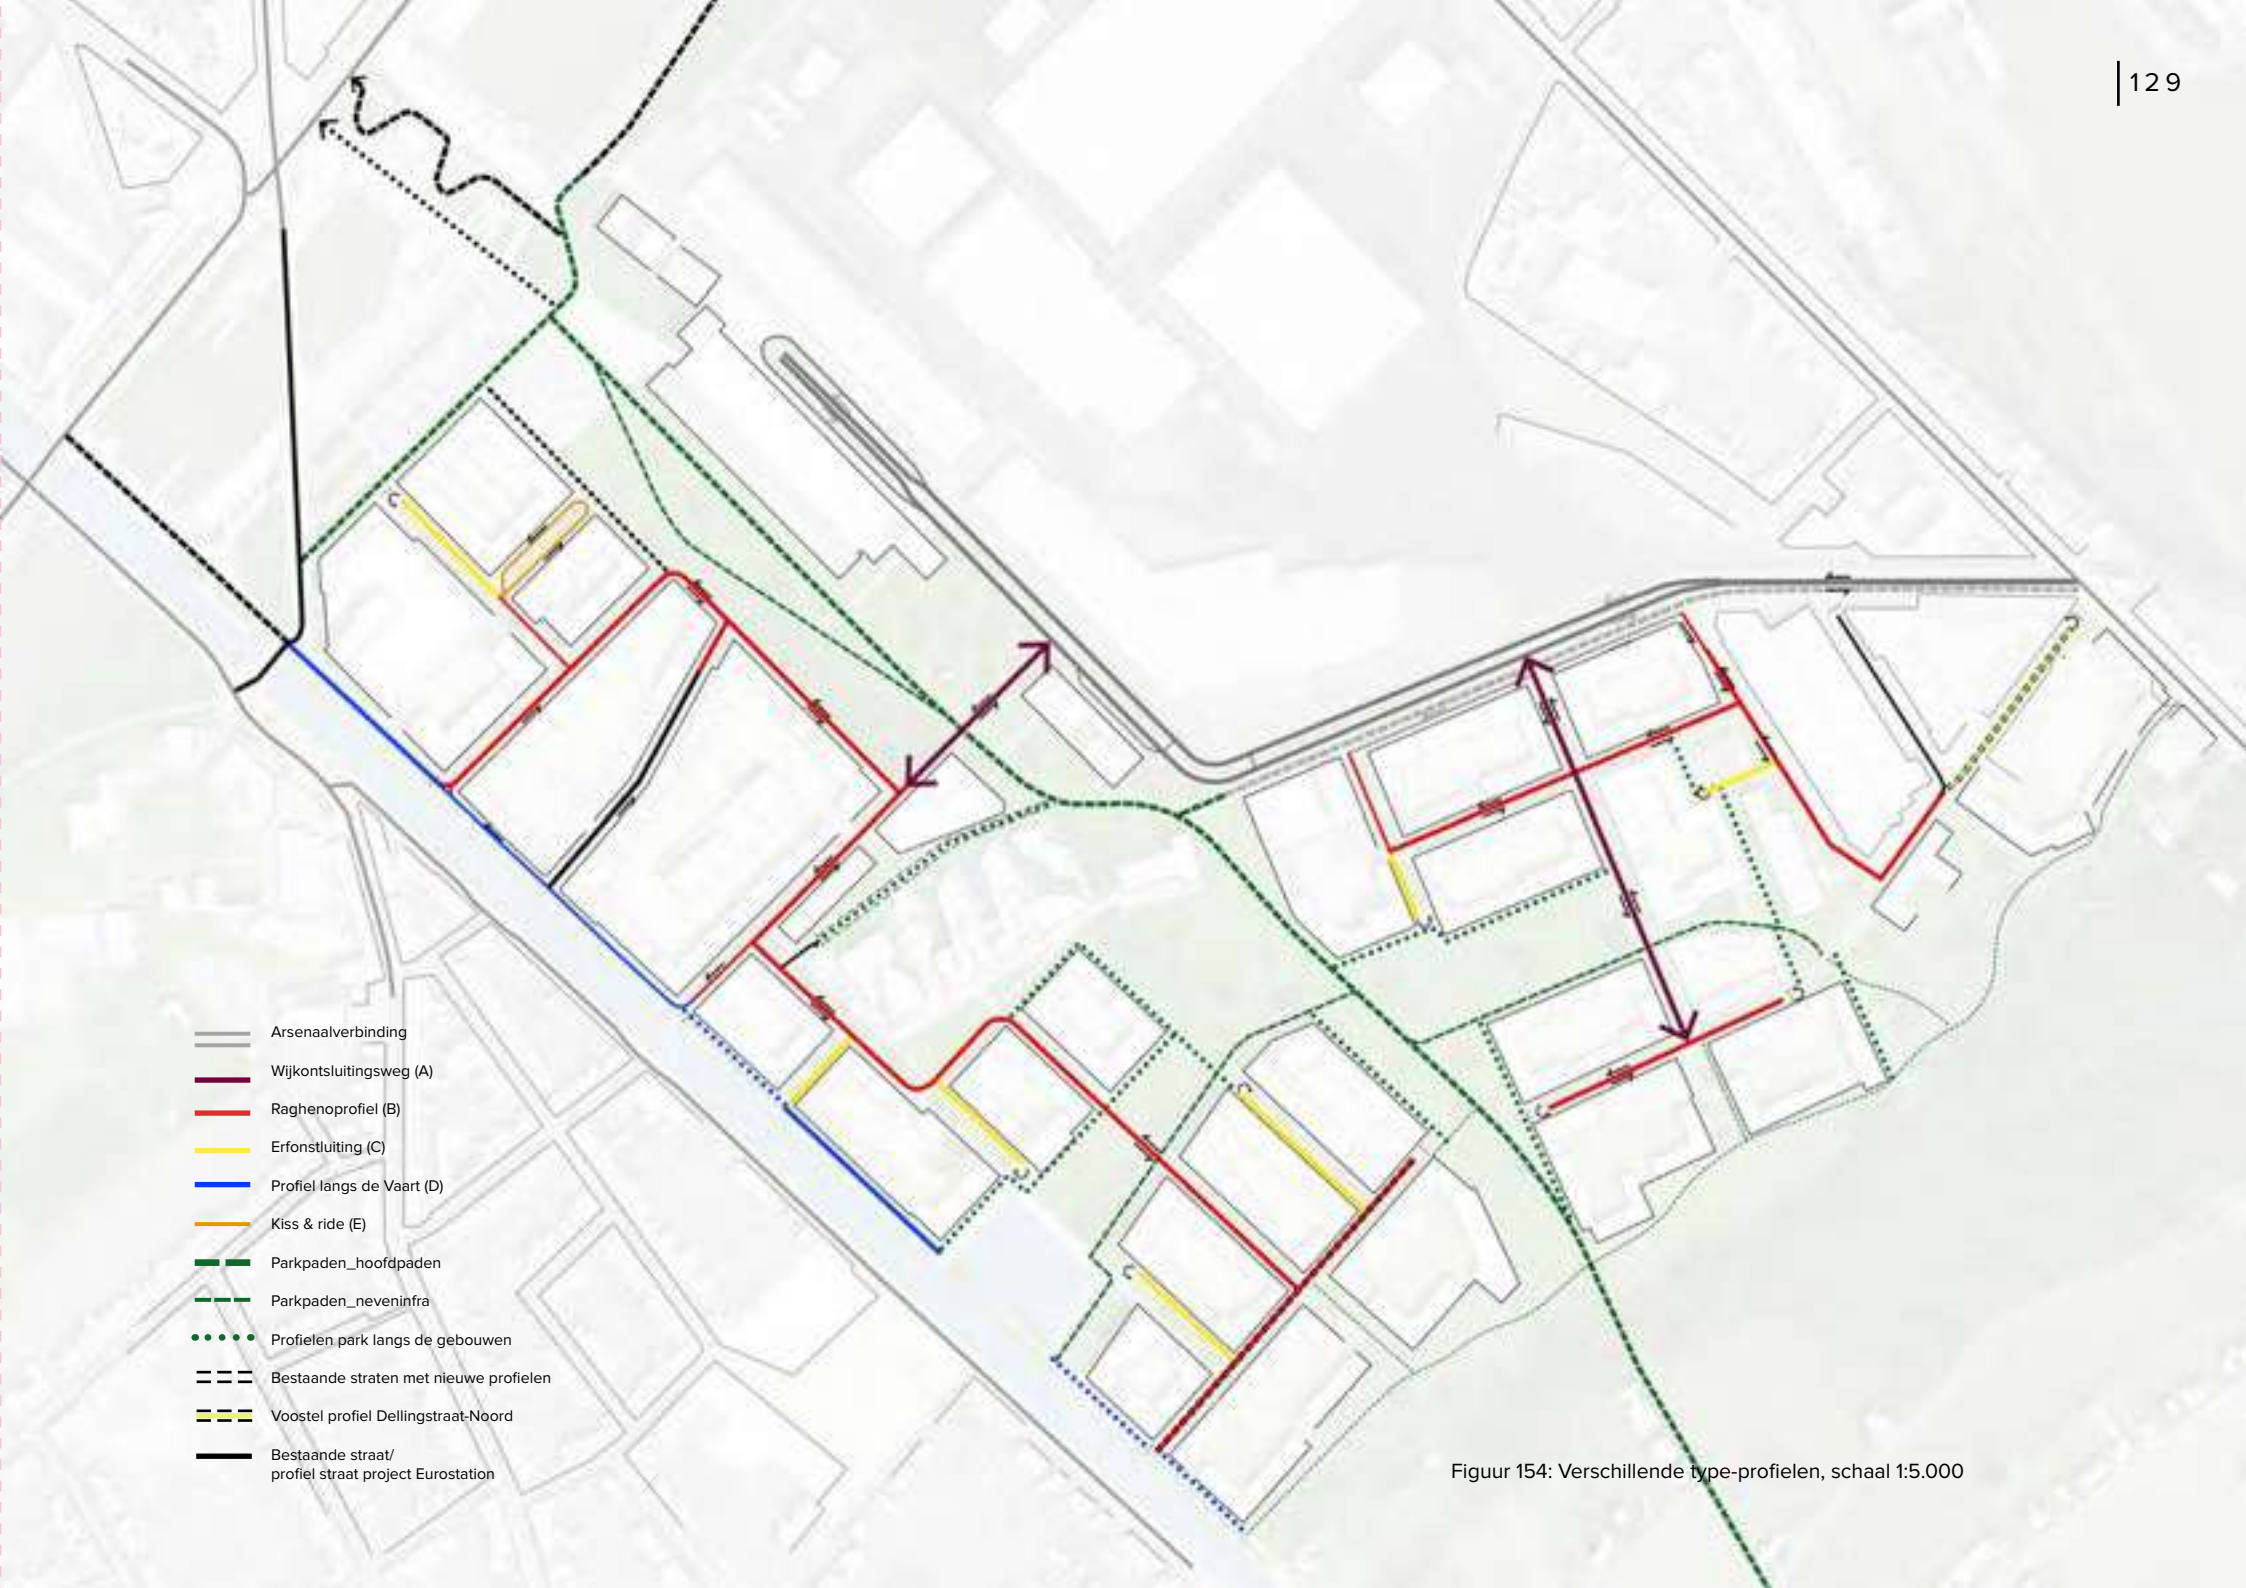 129
Arsenaalverbinding
Wijkontsluitingsweg (A)
Raghenoprofiel (B)
Erfonstluiting (C)
Profiel langs de Vaart (D)
Kiss & ride (E)
Parkpaden_hoofdpaden
Parkpaden_neveninfra
Profielen park langs de gebouwen
Bestaande straten met nieuwe profielen
Voostel profiel Dellingstraat-Noord
Bestaande straat/
profiel straat project Eurostation
Figuur 154: Verschillende type-profielen, schaal 1:5.000